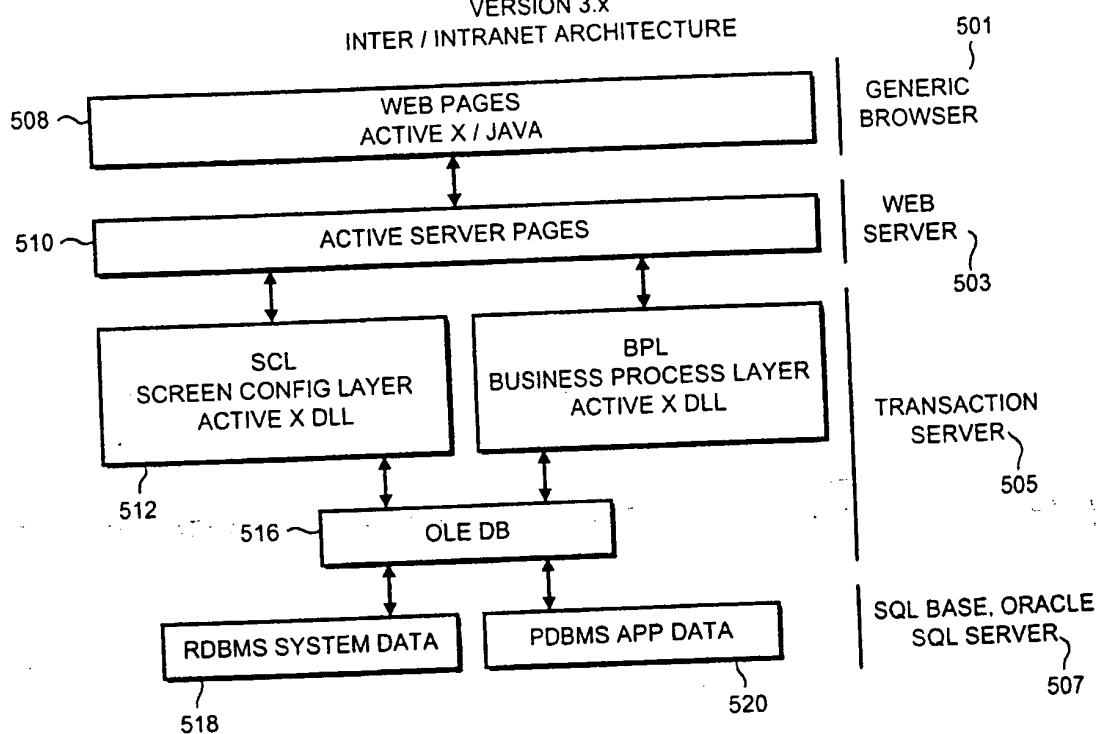 VERSION 3.x
INTER / INTRANET ARCHITECTURE
501
508
WEB PAGES
ACTIVE X / JAVA
GENERIC
BROWSER
510
ACTIVE SERVER PAGES
WEB
SERVER
503
SCL
SCREEN CONFIG LAYER
ACTIVE X DLL
512
BPL
BUSINESS PROCESS LAYER
ACTIVE X DLL
TRANSACTION
SERVER
505
516
OLE DB
RDBMS SYSTEM DATA
518
PDBMS APP DATA
520
SQL BASE, ORACLE
SQL SERVER
507